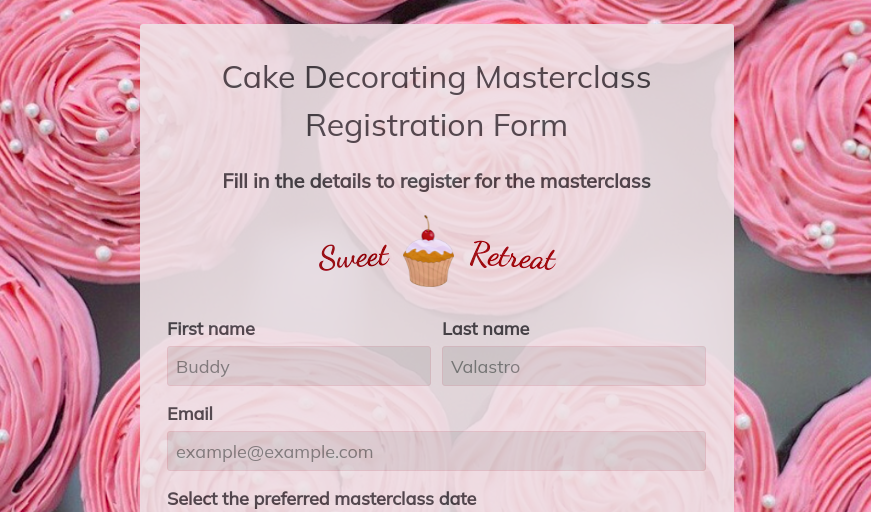 Cake Decorating Masterclass
Registration Form
Fill in the details to register for the masterclass
Sweet Retreat
First name Last name
Buddy Valastro
Email
example@example.com
Select the preferred masterclass date